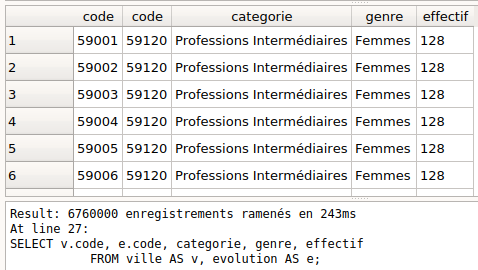 code code categorie genre effectif
1 59001 59120 Professions Intermédiaires Femmes 128
2 59002 59120 Professions Intermédiaires Femmes 128
3 59003 59120 Professions Intermédiaires Femmes 128
4 59004 59120 Professions Intermédiaires Femmes 128
5 59005 59120 Professions Intermédiaires Femmes 128
6 59006 59120 Professions Intermédiaires Femmes 128
Result: 6760000 enregistrements ramenés en 243ms
At line 27:
SELECT v.code, e.code, categorie, genre, effectif
FROM ville AS v, evolution AS e;